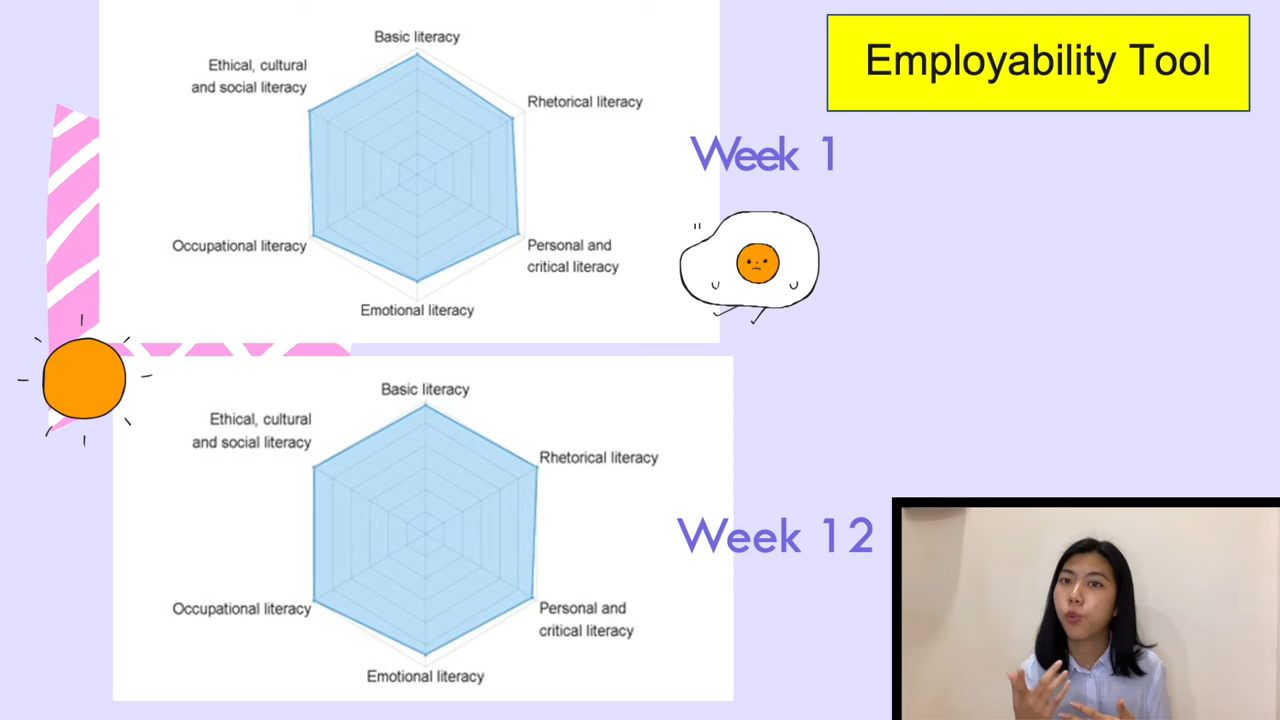 Employability Tool
Basic literacy
Ethical, cultural
and social literacy
Rhetorical literacy
Week 1
Occupational literacy
Personal and
critical literacy
Emotional literacy
Basic literacy
Ethical, cultural
and social literacy
Rhetorical literacy
Week 12
Occupational literacy
Personal and
critical literacy
Emotional literacy